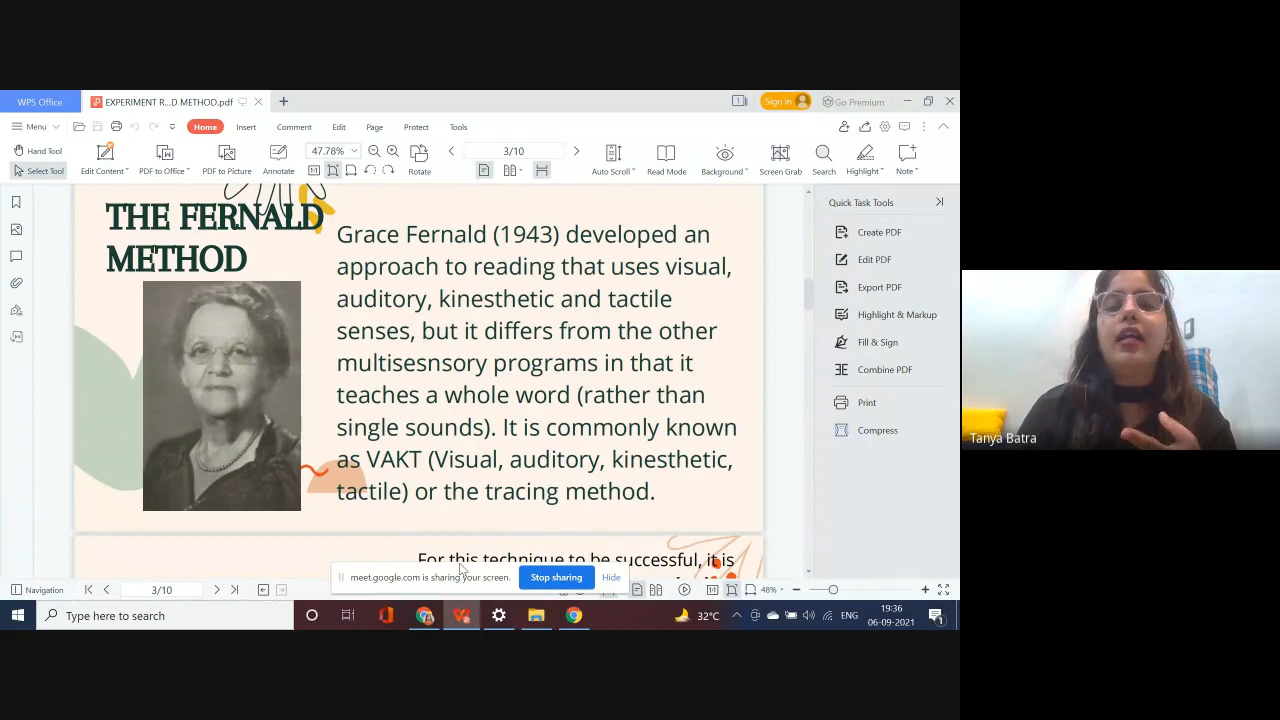 WPS Office
EXPERIMENT R...D METHOD.pdf
1
Sign in
Go Premium
Menu
Home
Insert
Comment
Edit
Page
Protect
Tools
Hand Tool
Select Tool
Edit Content
PDF to Office
PDF to Picture
Annotate
47.78%
Rotate
3/10
Auto Scroll
Read Mode
Background
Screen Grab
Search
Highlight
Note
THE FERNALD
METHOD
Grace Fernald (1943) developed an
approach to reading that uses visual,
auditory, kinesthetic and tactile
senses, but it differs from the other
multisesnsory programs in that it
teaches a whole word (rather than
single sounds). It is commonly known
as VAKT (Visual, auditory, kinesthetic,
tactile) or the tracing method.
For this technique to be successful, it is
Quick Task Tools
Create PDF
Edit PDF
Export PDF
Highlight & Markup
Fill & Sign
Combine PDF
Print
Compress
Tanya Batra
meet.google.com is sharing your screen.
Stop sharing
Hide
Navigation
3/10
48%
Type here to search
32°C
ENG
19:36
06-09-2021